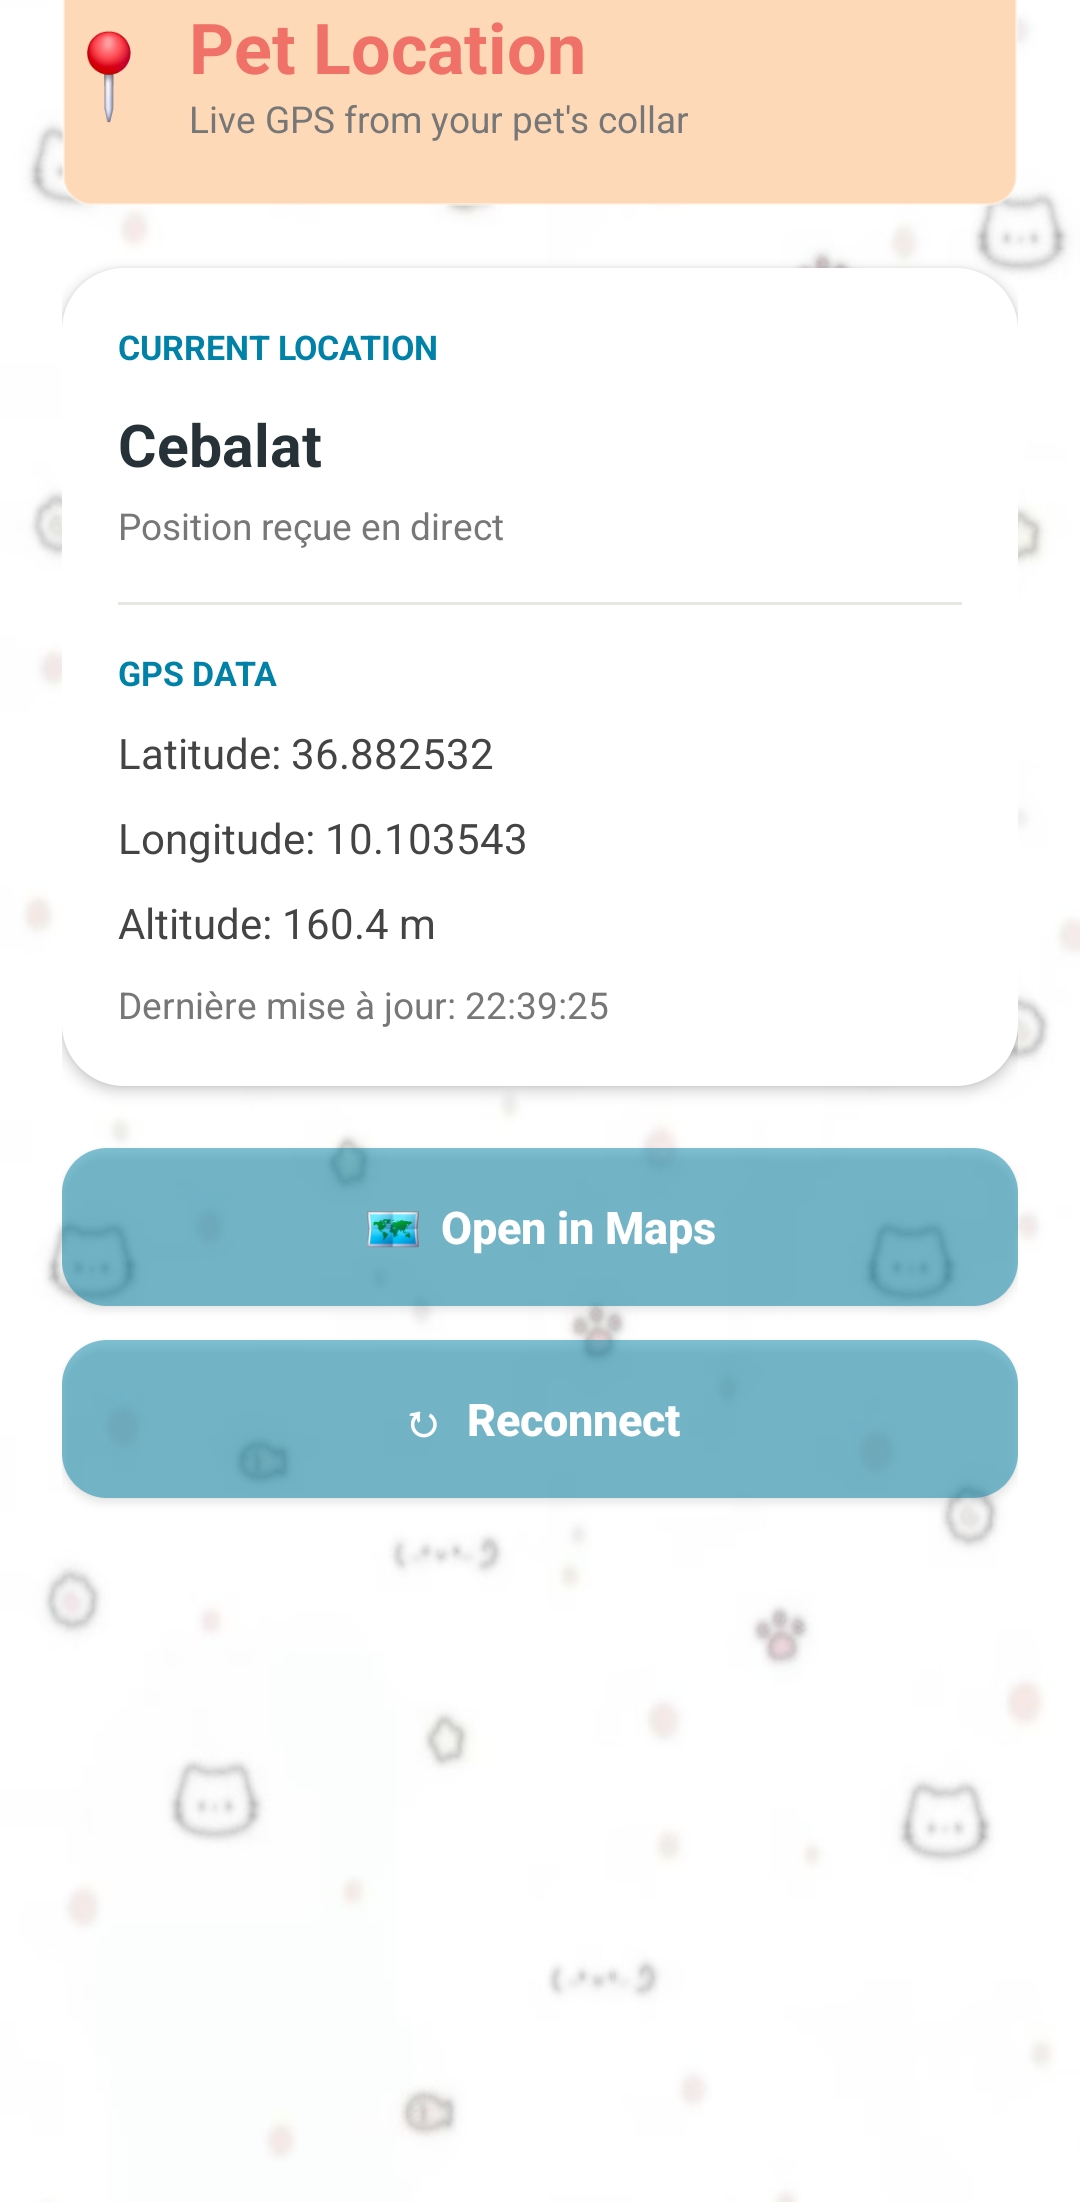 Pet Location
Live GPS from your pet's collar
CURRENT LOCATION
Cebalat
Position reçue en direct
GPS DATA
Latitude: 36.882532
Longitude: 10.103543
Altitude: 160.4 m
Dernière mise à jour: 22:39:25
Open in Maps
↻ Reconnect